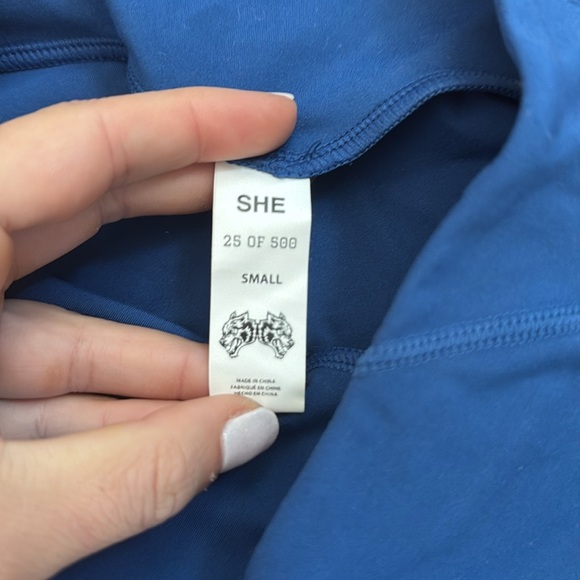 SHE
25 OF 500
SMALL
MADE IN CHINA
FABRIQUÉ EN CHINE
HECHO EN CHINA